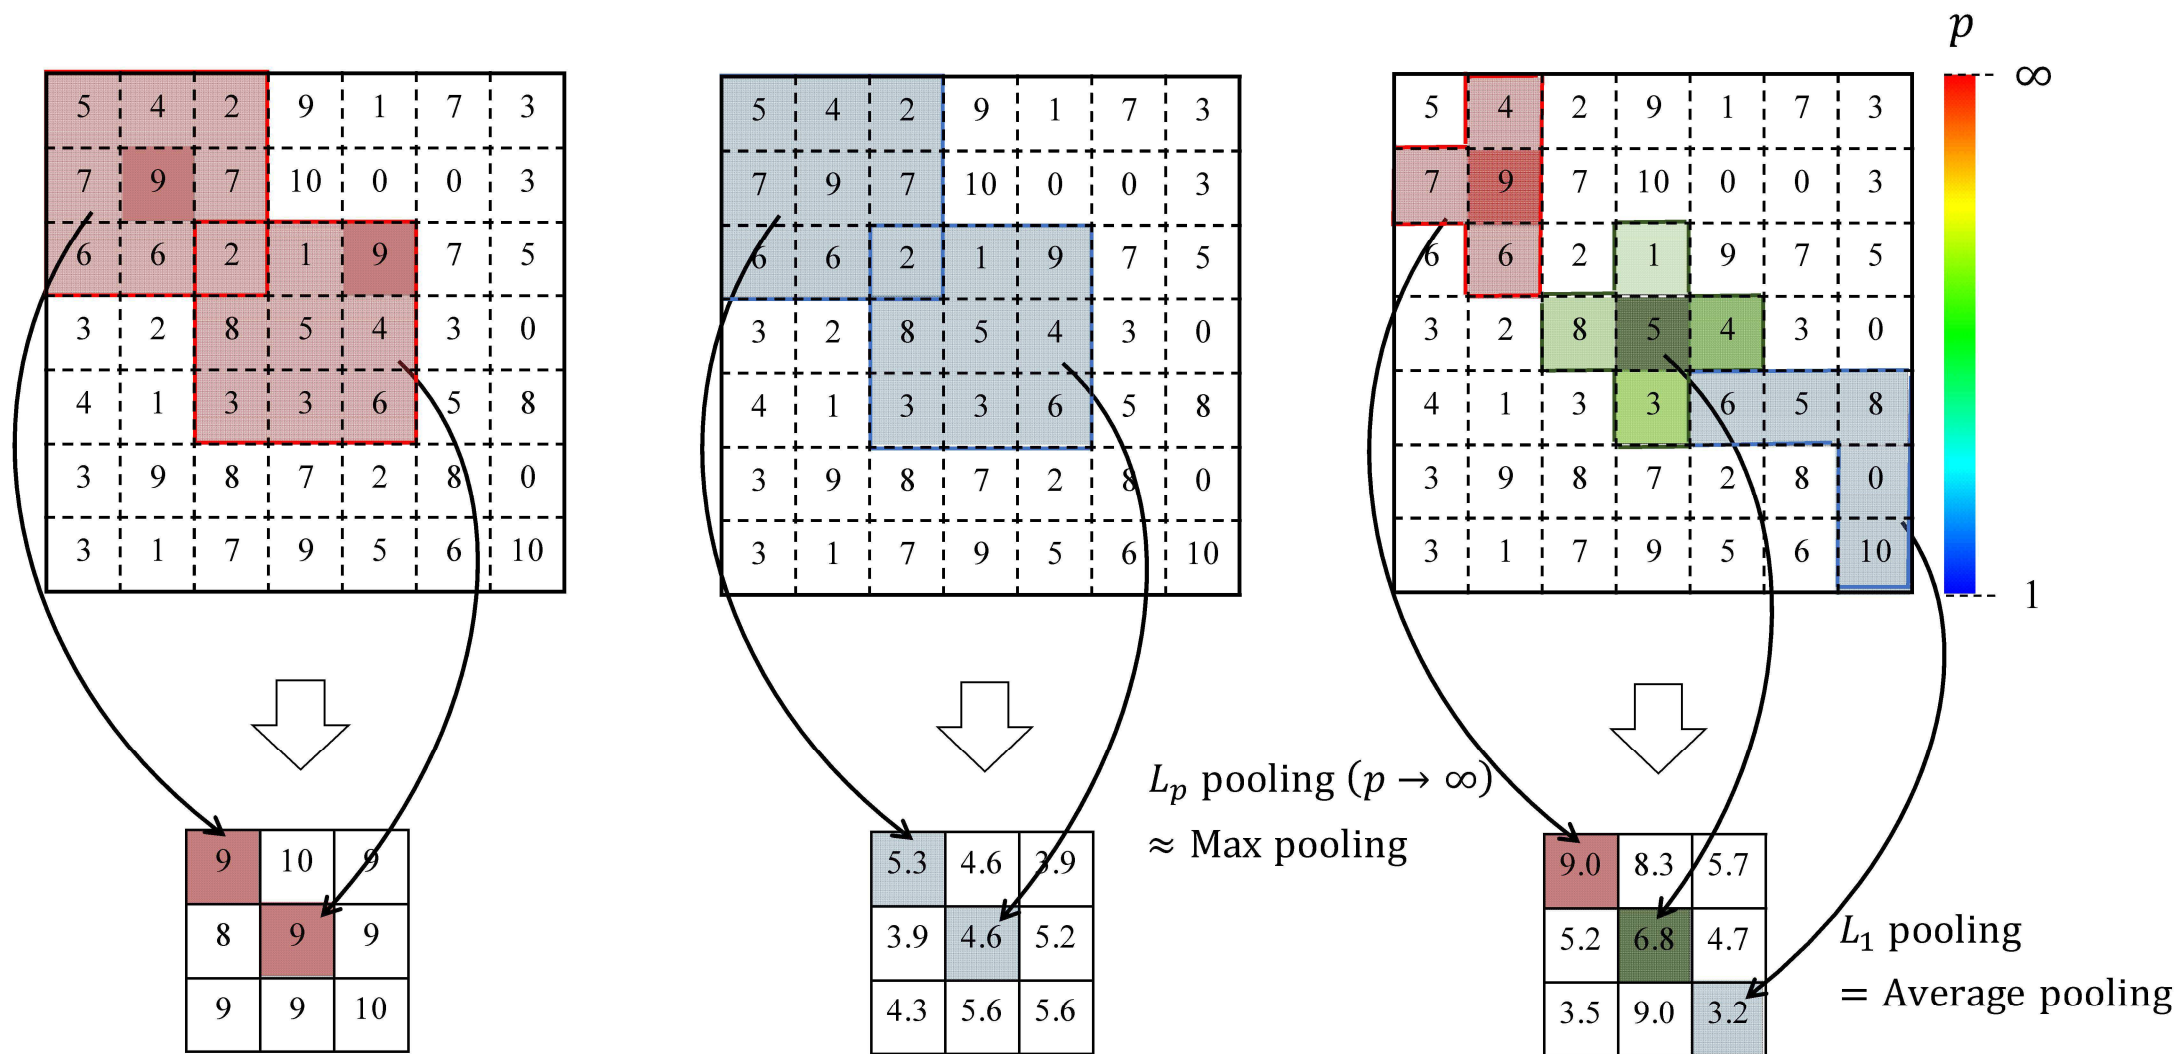 p
∞
5 4 2 9 1 7 3
7 9 7 10 0 0 3
6 6 2 1 9 7 5
3 2 8 5 4 3 0
4 1 3 3 6 5 8
3 9 8 7 2 8 0
3 1 7 9 5 6 10
5 4 2 9 1 7 3
7 9 7 10 0 0 3
6 6 2 1 9 7 5
3 2 8 5 4 3 0
4 1 3 3 6 5 8
3 9 8 7 2 8 0
3 1 7 9 5 6 10
5 4 2 9 1 7 3
7 9 7 10 0 0 3
6 6 2 1 9 7 5
3 2 8 5 4 3 0
4 1 3 3 6 5 8
3 9 8 7 2 8 0
3 1 7 9 5 6 10
1
9 10 9
8 9 9
9 9 10
5.3 4.6 3.9
3.9 4.6 5.2
4.3 5.6 5.6
L_p pooling (p → ∞)
≈ Max pooling
9.0 8.3 5.7
5.2 6.8 4.7
3.5 9.0 3.2
L₁ pooling
= Average pooling